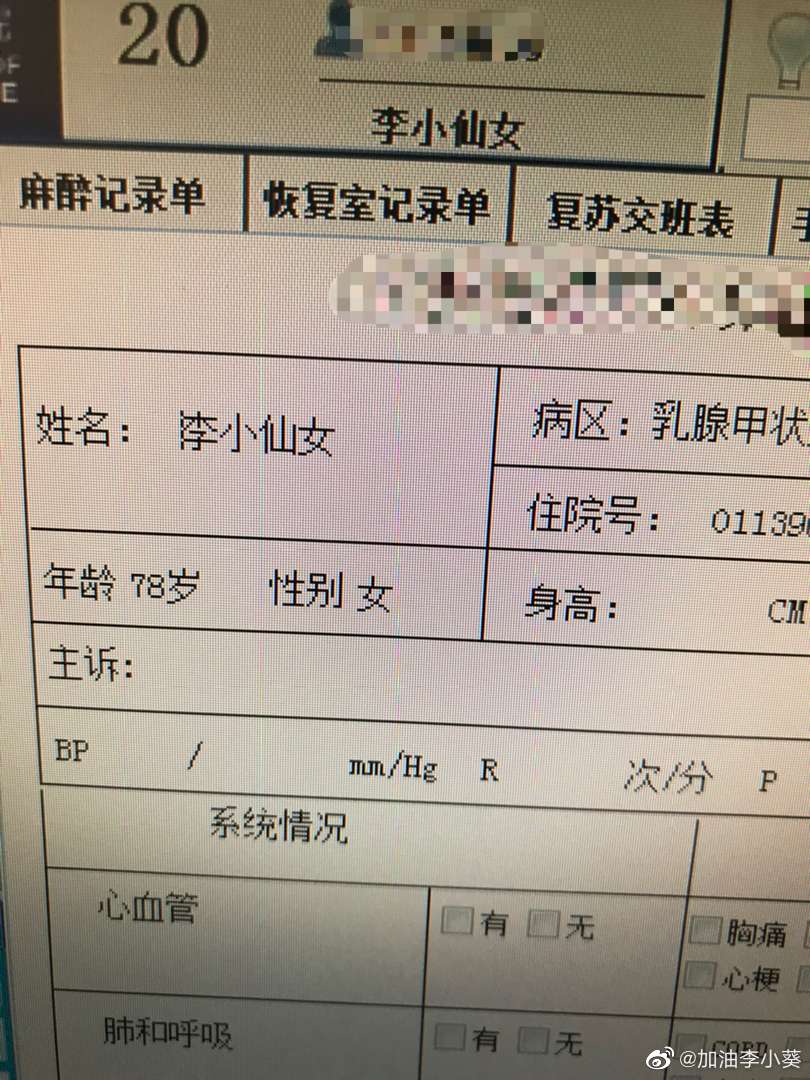 20
李小仙女
麻醉记录单 恢复室记录单 复苏交班表
姓名： 李小仙女
病区：乳腺甲状
住院号： 01139
年龄 78岁 性别 女
身高： CM
主诉：
BP / mm/Hg R 次/分 P
系统情况
心血管 有 无 胸痛
心梗
肺和呼吸 有 无 COPD
@加油李小葵